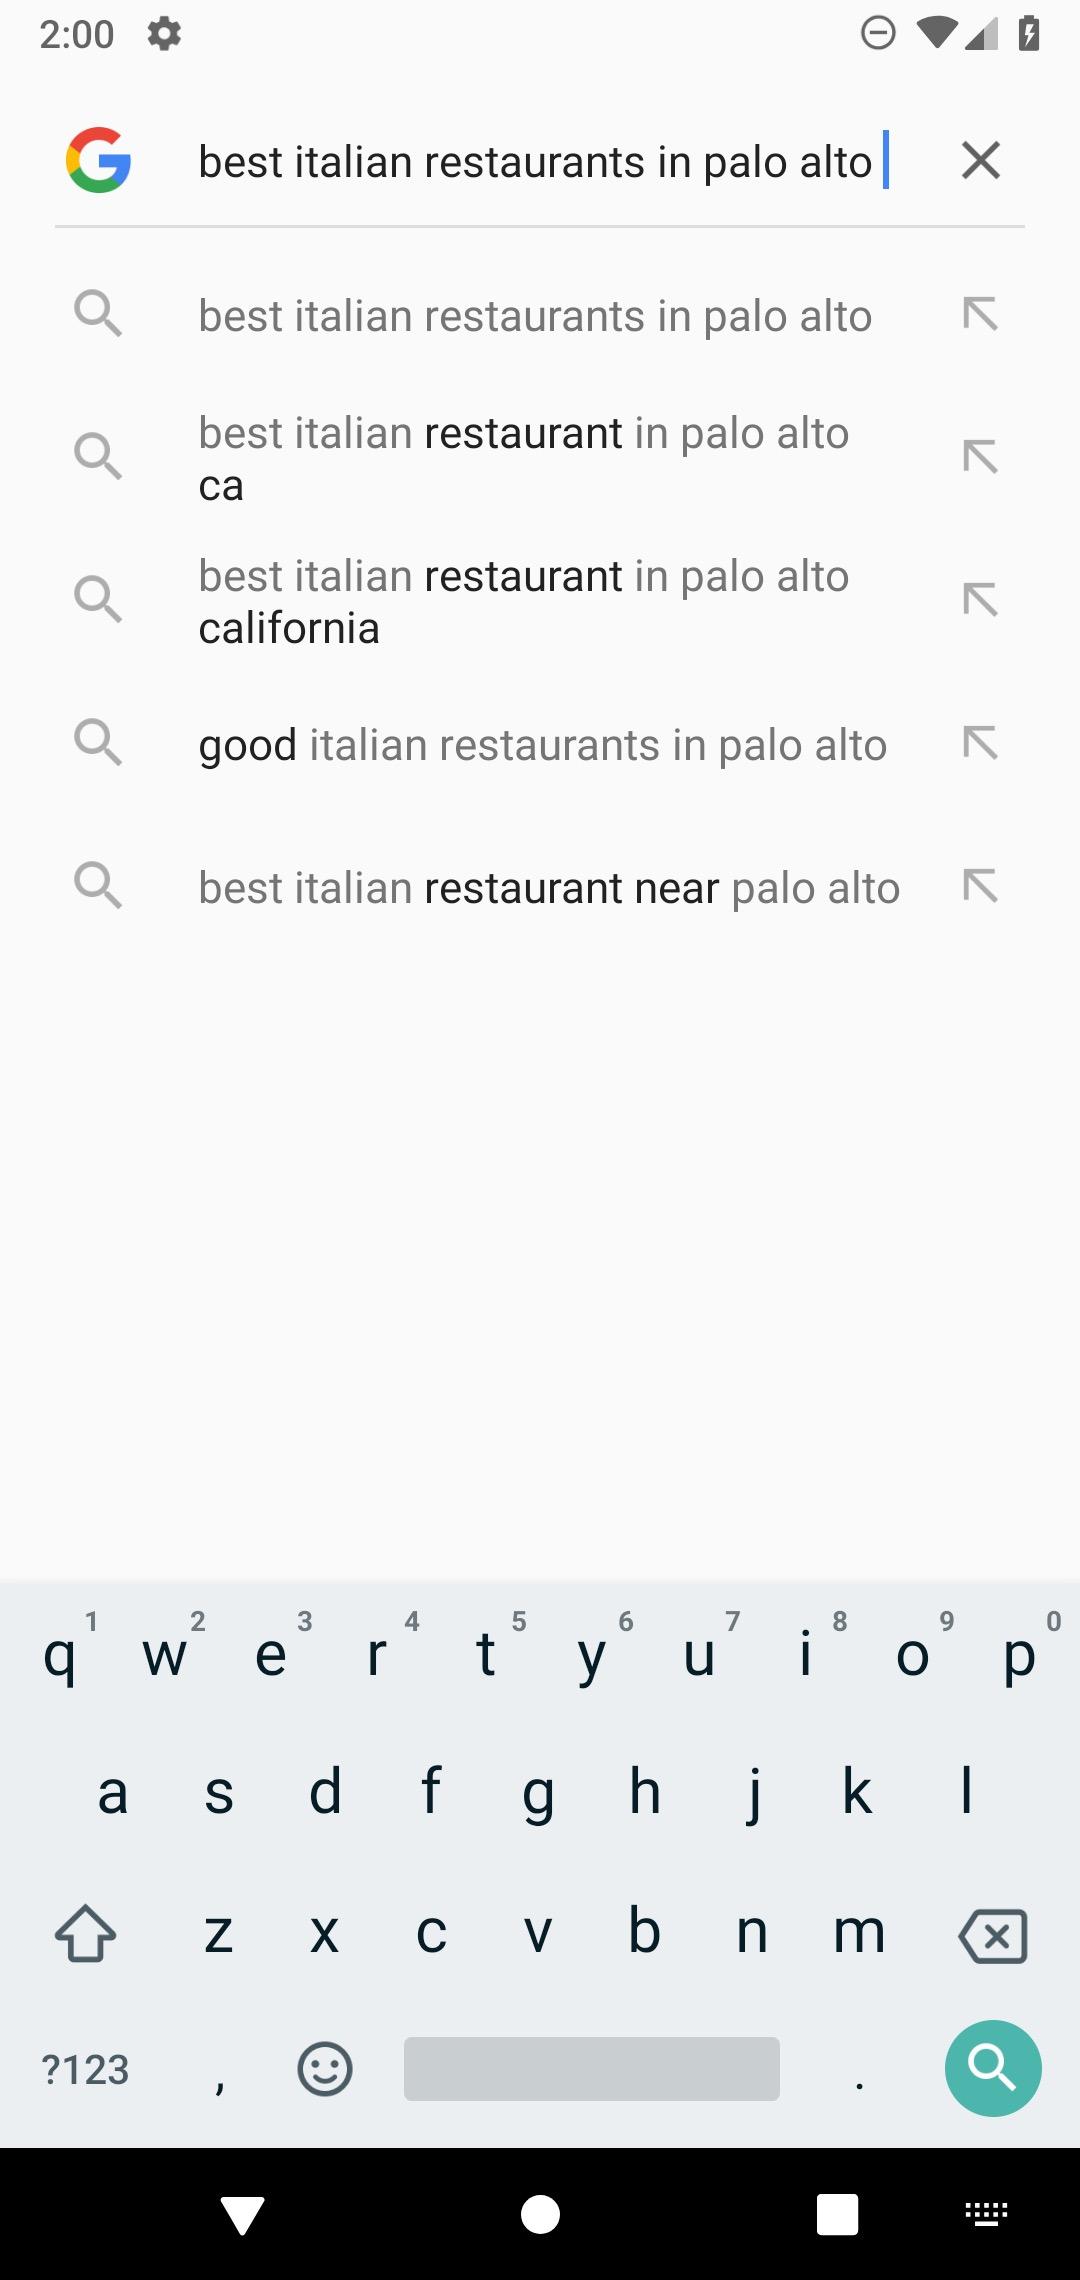 2:00
best italian restaurants in palo alto
best italian restaurants in palo alto
best italian restaurant in palo alto
ca
best italian restaurant in palo alto
california
good italian restaurants in palo alto
best italian restaurant near palo alto
1 2 3 4 5 6 7 8 9 0
q w e r t y u i o p
a s d f g h j k l
z x c v b n m
?123 , .